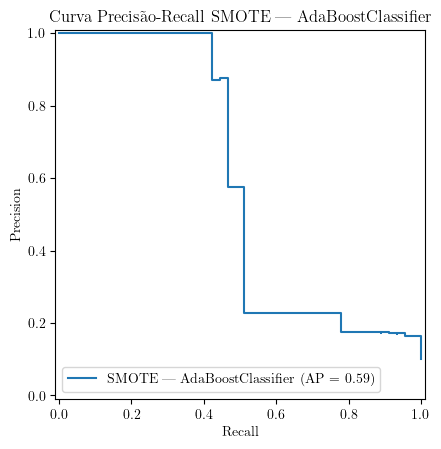 Curva Precisão-Recall SMOTE — AdaBoostClassifier
1.0
0.8
0.6
0.4
0.2
0.0
Precision
SMOTE — AdaBoostClassifier (AP = 0.59)
0.0 0.2 0.4 0.6 0.8 1.0
Recall